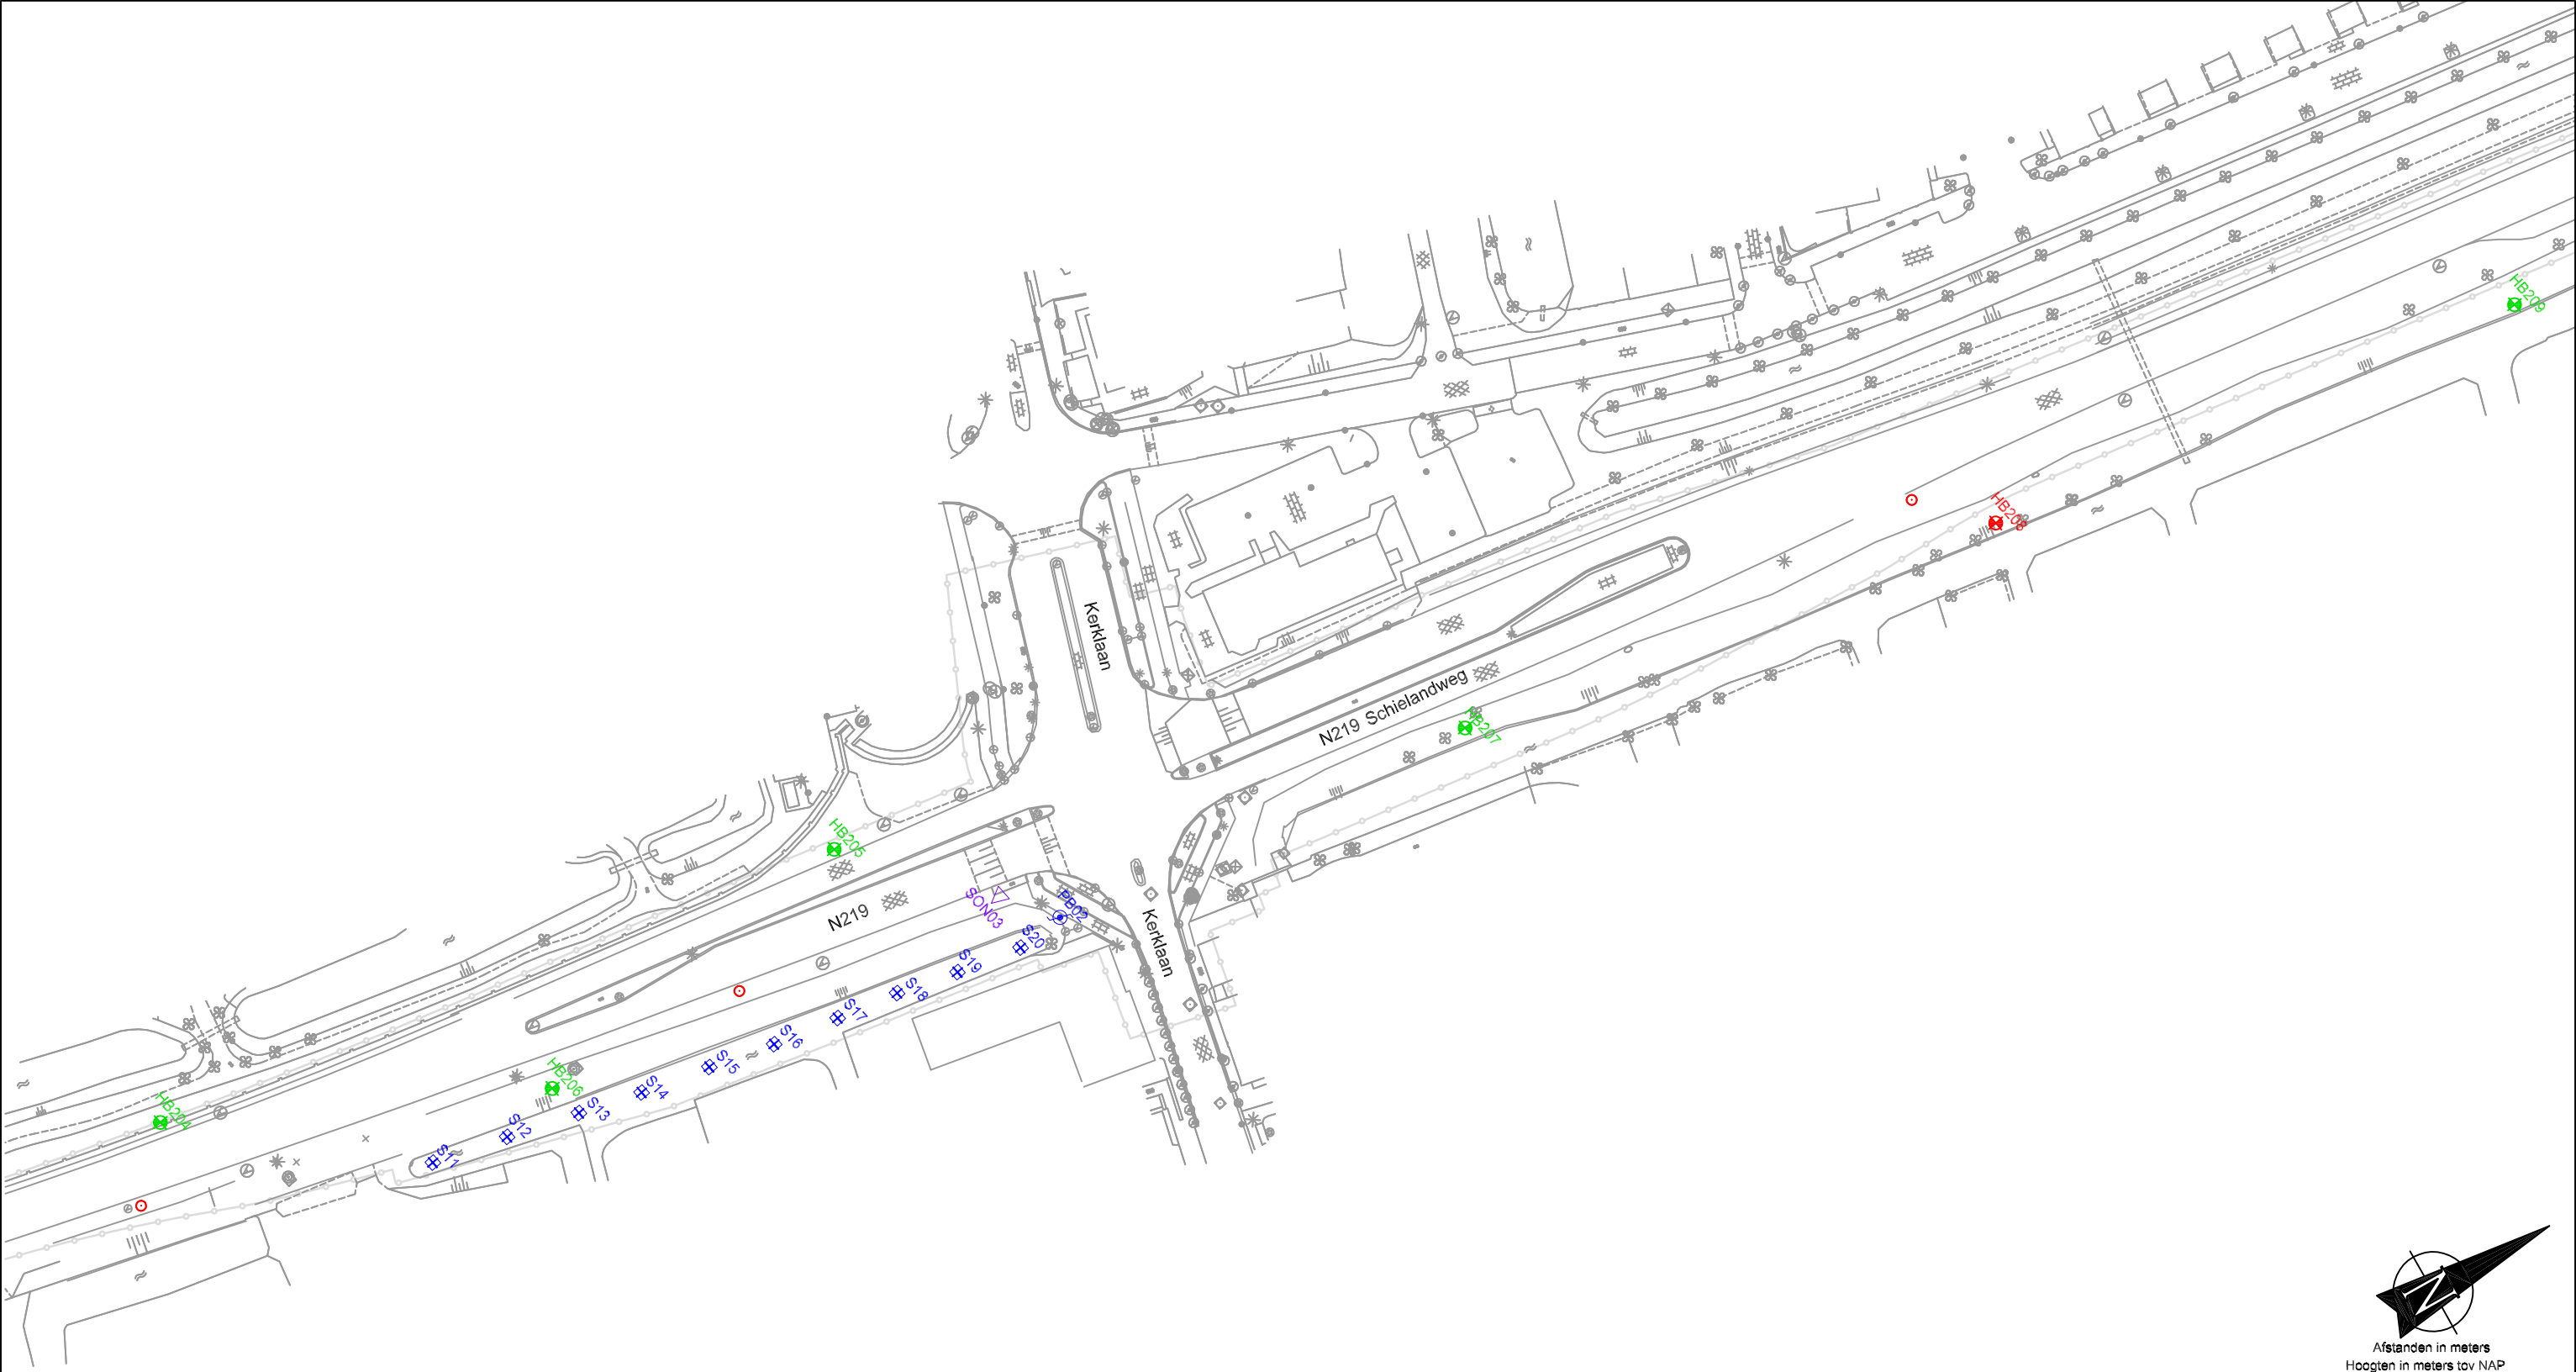 HB209
HB208
Kerklaan
N219 Schielandweg
HB207
HB205
SON03
PB02
N219
Kerklaan
S20
S19
S18
S17
S16
S15
S14
S13
S12
S11
HB206
HB204
N
Afstanden in meters
Hoogten in meters tov NAP